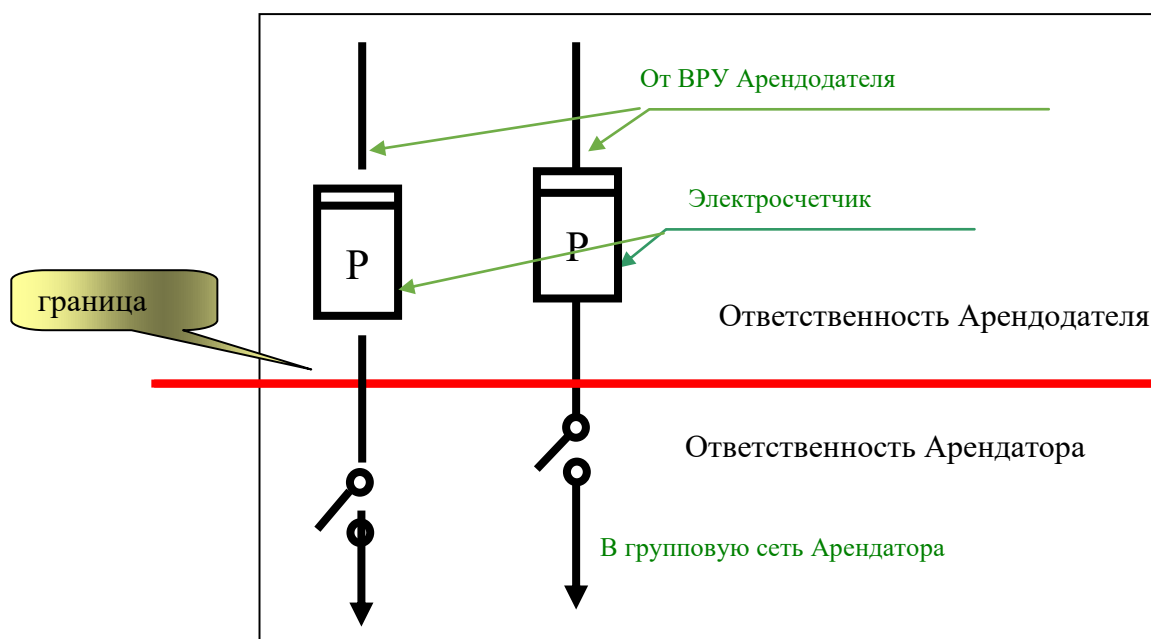 От ВРУ Арендодателя
Электросчетчик
Р
Р
граница
Ответственность Арендодателя
Ответственность Арендатора
В групповую сеть Арендатора